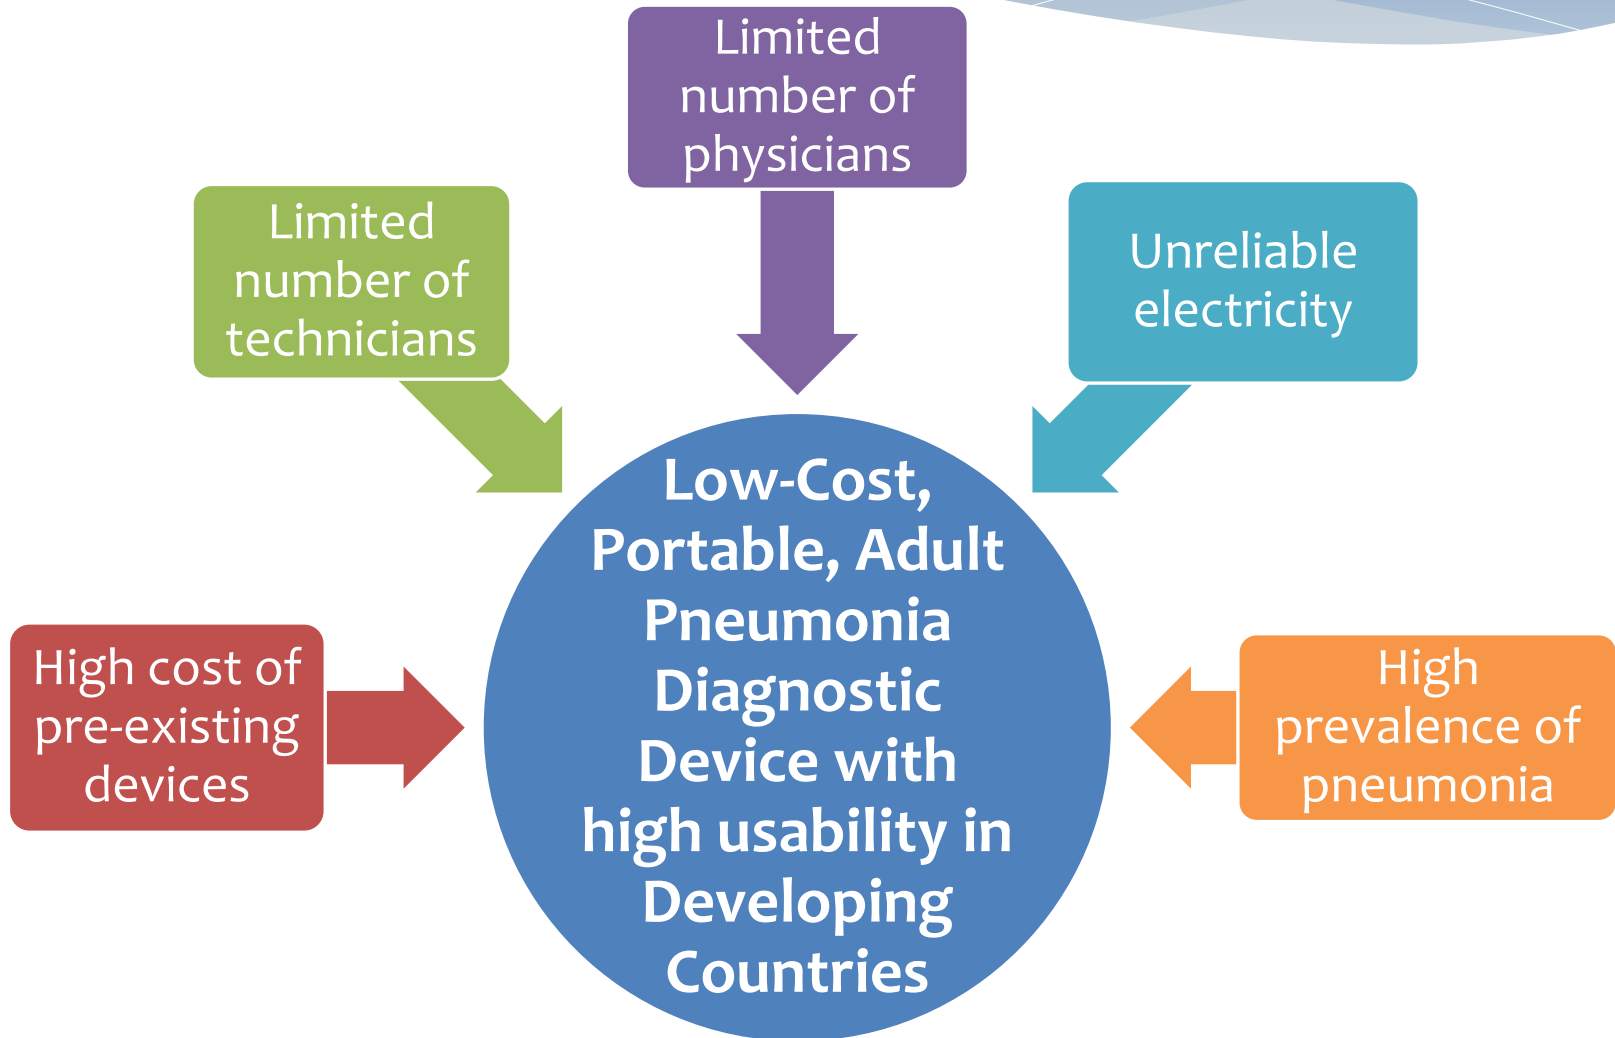 Limited
number of
physicians
Limited
number of
technicians
Unreliable
electricity
High cost of
pre-existing
devices
Low-Cost,
Portable, Adult
Pneumonia
Diagnostic
Device with
high usability in
Developing
Countries
High
prevalence of
pneumonia